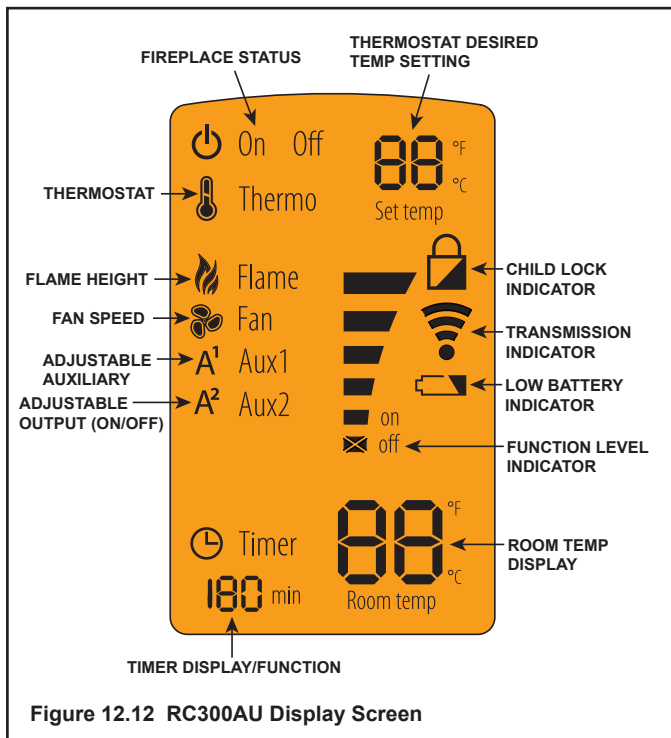 FIREPLACE STATUS
THERMOSTAT DESIRED
TEMP SETTING
On Off
88 °F
°C
Set temp
THERMOSTAT
Thermo
FLAME HEIGHT
Flame
CHILD LOCK
INDICATOR
FAN SPEED
Fan
TRANSMISSION
INDICATOR
ADJUSTABLE
AUXILIARY
A¹ Aux1
LOW BATTERY
INDICATOR
ADJUSTABLE
OUTPUT (ON/OFF)
A² Aux2
on
off
FUNCTION LEVEL
INDICATOR
Timer
180 min
88 °F
°C
Room temp
ROOM TEMP
DISPLAY
TIMER DISPLAY/FUNCTION
Figure 12.12 RC300AU Display Screen